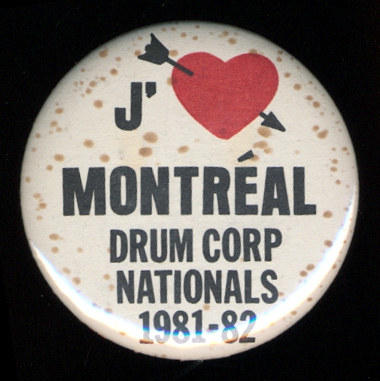 J'
MONTRÉAL
DRUM CORP
NATIONALS
1981-82